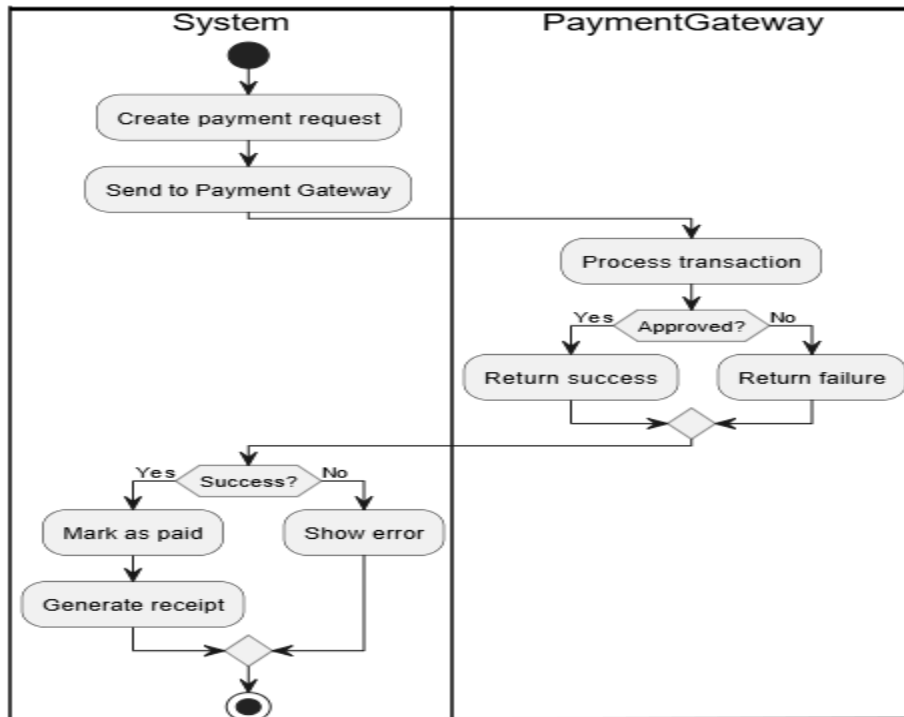 System
PaymentGateway
Create payment request
Send to Payment Gateway
Process transaction
Yes
Approved?
No
Return success
Return failure
Yes
Success?
No
Mark as paid
Show error
Generate receipt